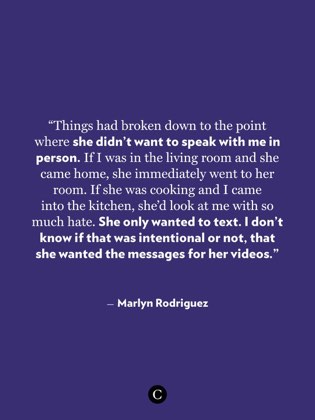 “Things had broken down to the point
where she didn’t want to speak with me in
person. If I was in the living room and she
came home, she immediately went to her
room. If she was cooking and I came
into the kitchen, she’d look at me with so
much hate. She only wanted to text. I don’t
know if that was intentional or not, that
she wanted the messages for her videos.”
— Marlyn Rodriguez
C